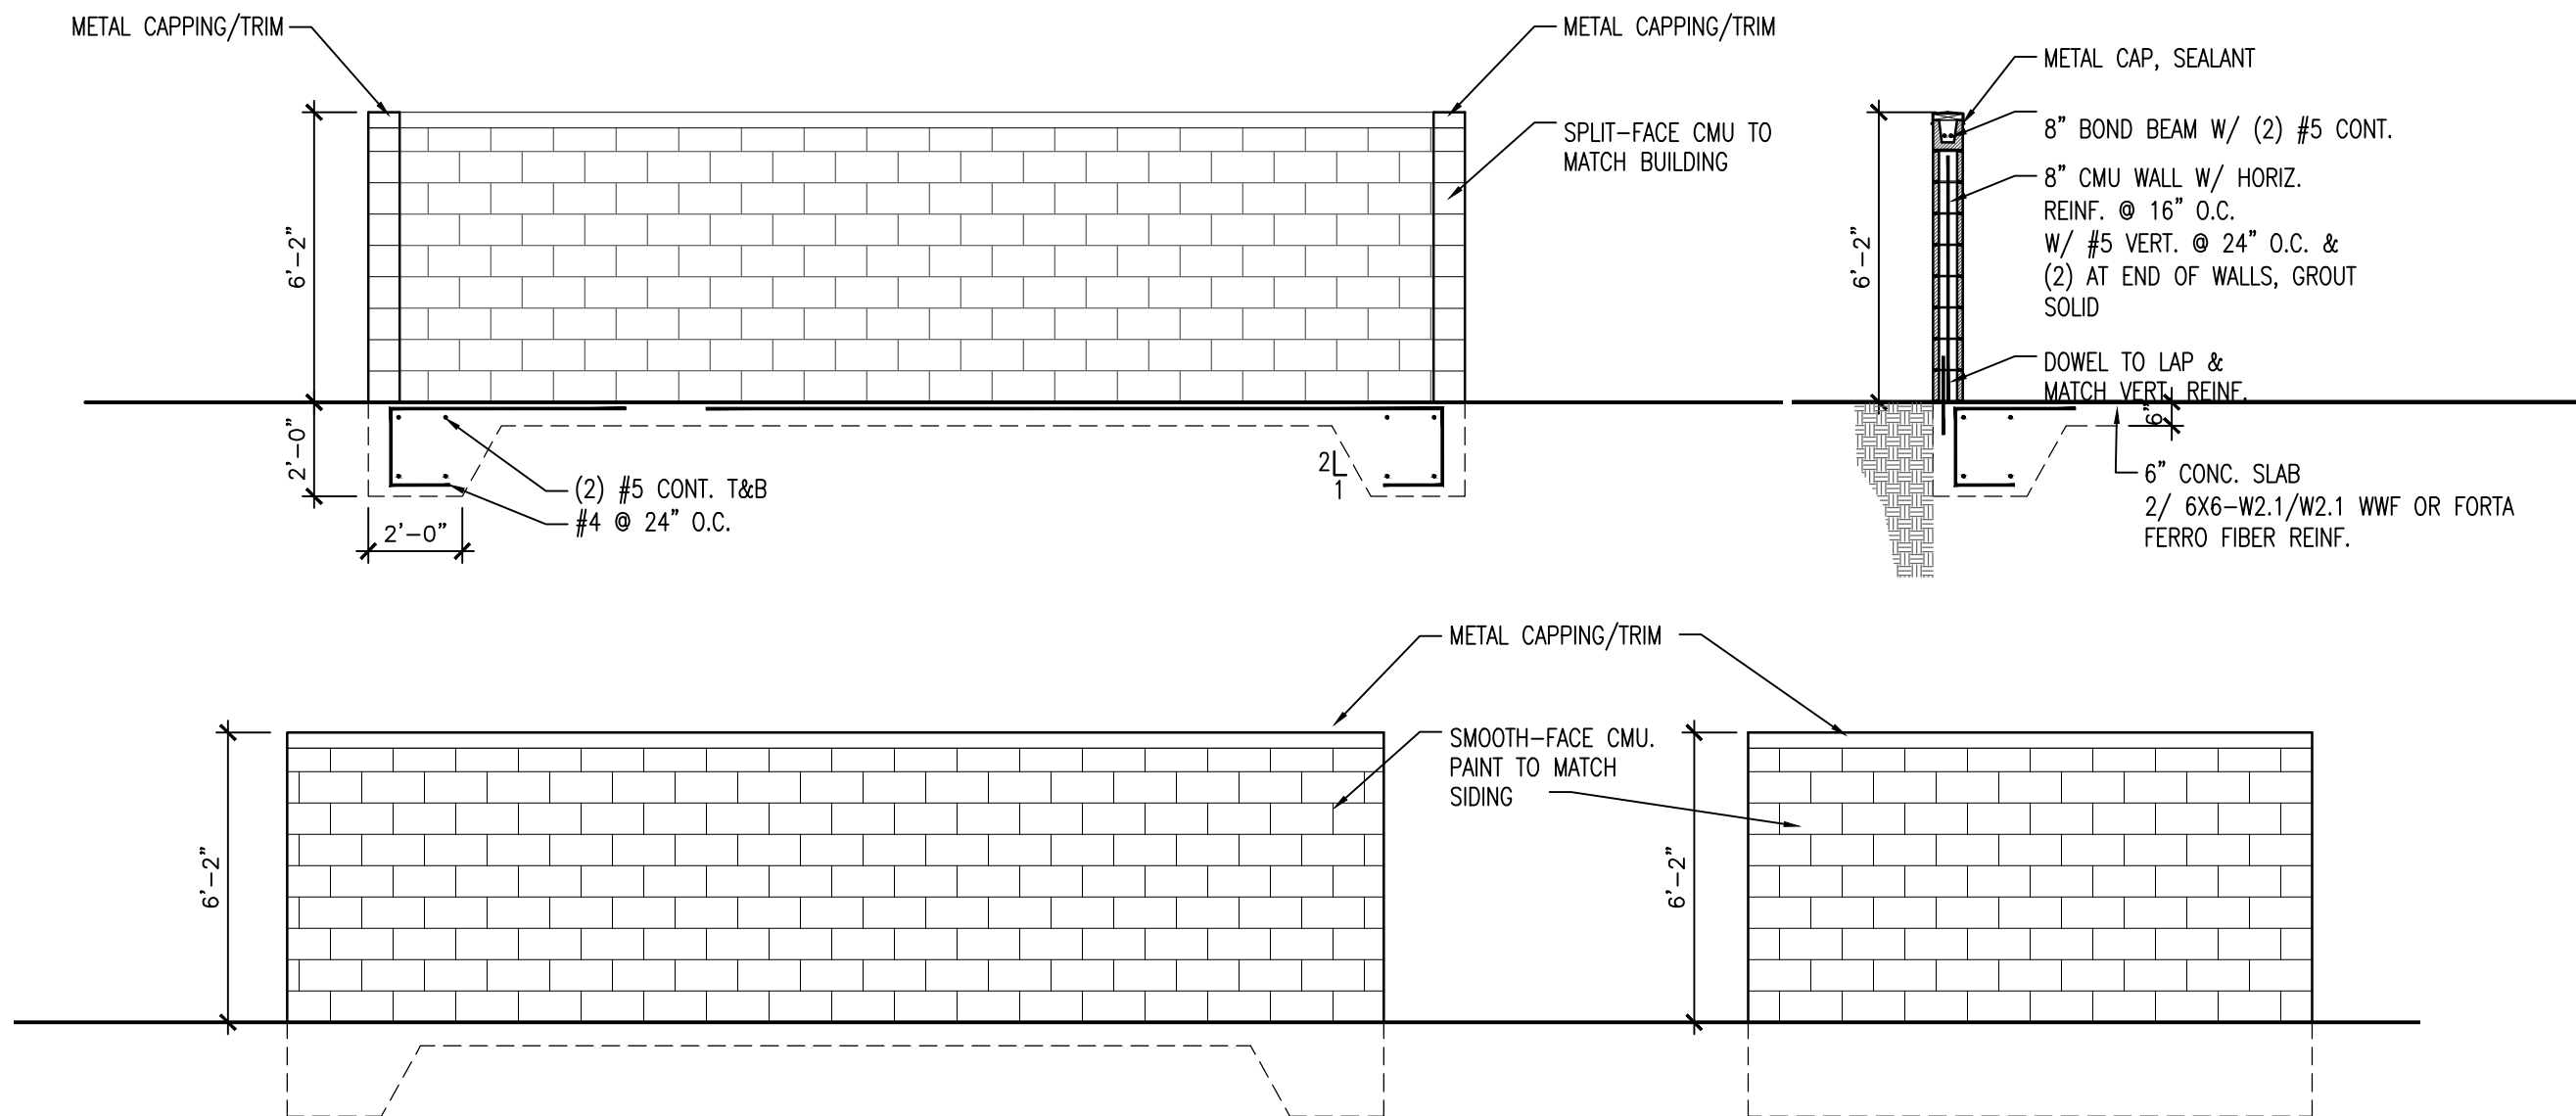 METAL CAPPING/TRIM
METAL CAPPING/TRIM
SPLIT-FACE CMU TO
MATCH BUILDING
6'-2"
2'-0"
2'-0"
(2) #5 CONT. T&B
#4 @ 24" O.C.
2
1
METAL CAP, SEALANT
8" BOND BEAM W/ (2) #5 CONT.
8" CMU WALL W/ HORIZ.
REINF. @ 16" O.C.
W/ #5 VERT. @ 24" O.C. &
(2) AT END OF WALLS, GROUT
SOLID
DOWEL TO LAP &
MATCH VERT REINF.
6'-2"
6"
6" CONC. SLAB
2/ 6X6-W2.1/W2.1 WWF OR FORTA
FERRO FIBER REINF.
METAL CAPPING/TRIM
SMOOTH-FACE CMU.
PAINT TO MATCH
SIDING
6'-2"
6'-2"